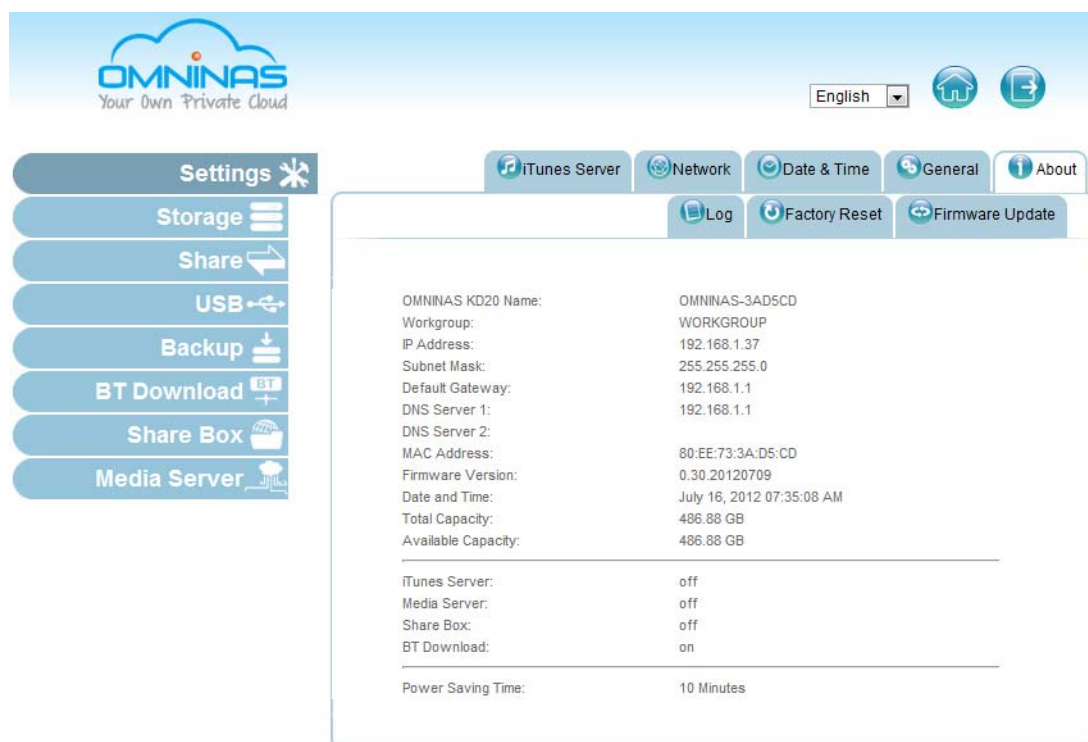 OMNINAS
Your Own Private Cloud
English
Settings
Storage
Share
USB
Backup
BT Download
BT
Share Box
Media Server
iTunes Server
Network
Date & Time
General
About
Log
Factory Reset
Firmware Update
OMNINAS KD20 Name: OMNINAS-3AD5CD
Workgroup: WORKGROUP
IP Address: 192.168.1.37
Subnet Mask: 255.255.255.0
Default Gateway: 192.168.1.1
DNS Server 1: 192.168.1.1
DNS Server 2:
MAC Address: 80:EE:73:3A:D5:CD
Firmware Version: 0.30.20120709
Date and Time: July 16, 2012 07:35:08 AM
Total Capacity: 486.88 GB
Available Capacity: 486.88 GB
iTunes Server: off
Media Server: off
Share Box: off
BT Download: on
Power Saving Time: 10 Minutes